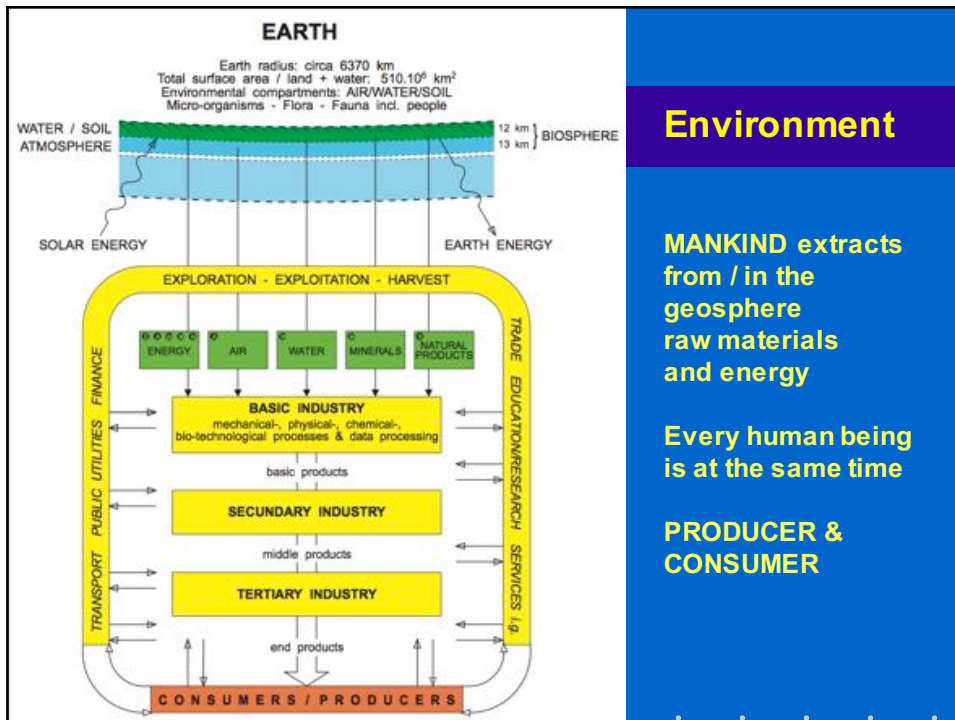 EARTH
Earth radius: circa 6370 km
Total surface area / land + water: 510.10⁶ km²
Environmental compartments: AIR/WATER/SOIL
Micro-organisms - Flora - Fauna incl. people
WATER / SOIL
ATMOSPHERE
12 km
13 km
BIOSPHERE
SOLAR ENERGY
EARTH ENERGY
EXPLORATION - EXPLOITATION - HARVEST
TRANSPORT PUBLIC UTILITIES FINANCE
TRADE EDUCATION/RESEARCH SERVICES i.g.
ENERGY
AIR
WATER
MINERALS
NATURAL
PRODUCTS
BASIC INDUSTRY
mechanical-, physical-, chemical-,
bio-technological processes & data processing
basic products
SECUNDARY INDUSTRY
middle products
TERTIARY INDUSTRY
end products
CONSUMERS / PRODUCERS
Environment
MANKIND extracts
from / in the
geosphere
raw materials
and energy
Every human being
is at the same time
PRODUCER &
CONSUMER